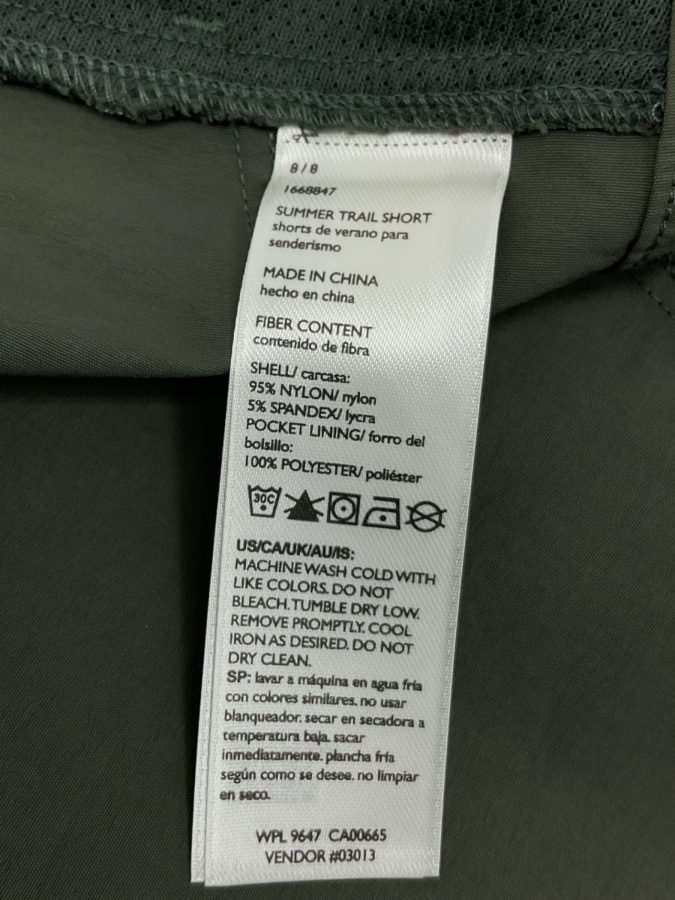 8/8
1668847
SUMMER TRAIL SHORT
shorts de verano para
senderismo
MADE IN CHINA
hecho en china
FIBER CONTENT
contenido de fibra
SHELL/ carcasa:
95% NYLON/ nylon
5% SPANDEX/ lycra
POCKET LINING/ forro del
bolsillo:
100% POLYESTER/ poliéster
30C
US/CA/UK/AU/IS:
MACHINE WASH COLD WITH
LIKE COLORS. DO NOT
BLEACH. TUMBLE DRY LOW.
REMOVE PROMPTLY. COOL
IRON AS DESIRED. DO NOT
DRY CLEAN.
SP: lavar a máquina en agua fría
con colores similares. no usar
blanqueador. secar en secadora a
temperatura baja. sacar
inmediatamente. plancha fría
según como se desee. no limpiar
en seco.
WPL 9647 CA00665
VENDOR #03013